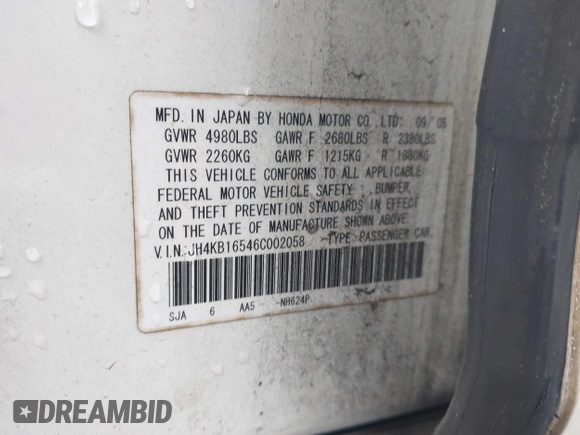 MFD. IN JAPAN BY HONDA MOTOR CO., LTD. 09/05
GVWR 4980LBS GAWR F 2680LBS R 2380LBS
GVWR 2260KG GAWR F 1215KG R 1080KG
THIS VEHICLE CONFORMS TO ALL APPLICABLE
FEDERAL MOTOR VEHICLE SAFETY, BUMPER,
AND THEFT PREVENTION STANDARDS IN EFFECT
ON THE DATE OF MANUFACTURE SHOWN ABOVE.
V.I.N.:JH4KB16546C002058 TYPE:PASSENGER CAR
SJA 6 AA5 -NH624P
DREAMBID